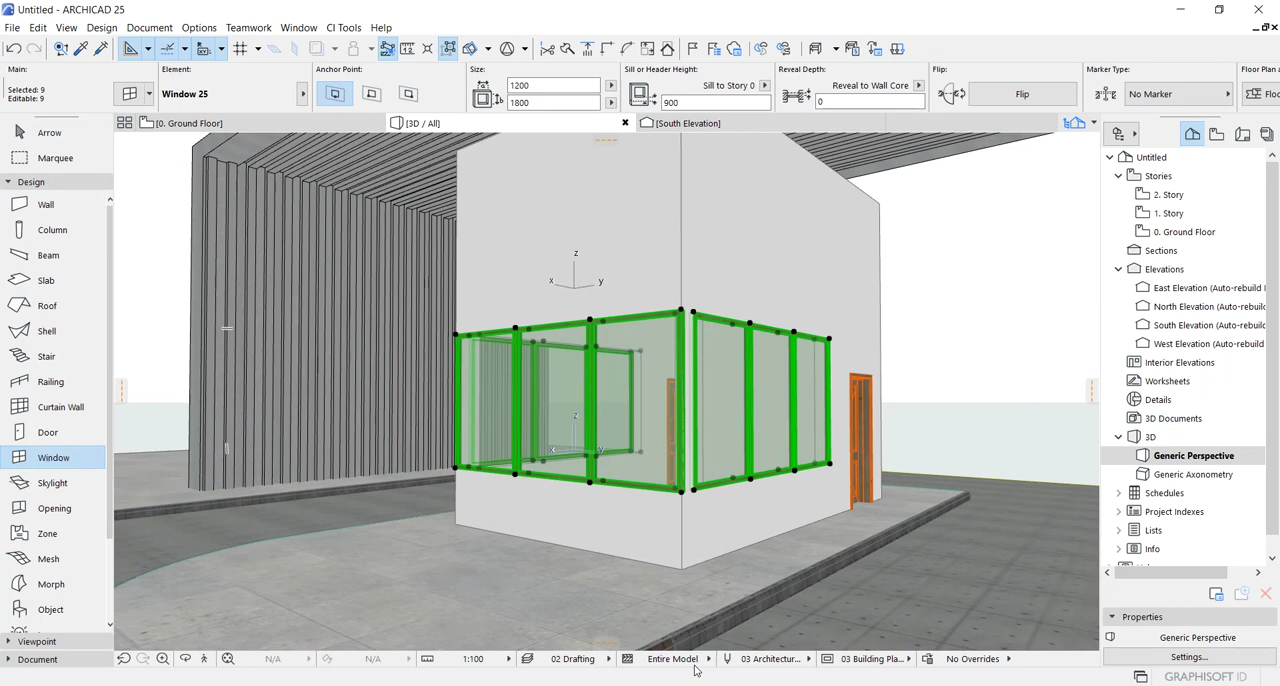 Untitled - ARCHICAD 25
File Edit View Design Document Options Teamwork Window CI Tools Help
Main: Element: Anchor Point: Size: Sill or Header Height: Reveal Depth: Flip: Marker Type: Floor Plan a
Selected: 9
Editable: 9
Window 25
1200
1800
Sill to Story 0
900
Reveal to Wall Core
0
Flip
No Marker
Floo
[0. Ground Floor] [3D / All] [South Elevation]
Arrow
Marquee
Design
Wall
Column
Beam
Slab
Roof
Shell
Stair
Railing
Curtain Wall
Door
Window
Skylight
Opening
Zone
Mesh
Morph
Object
Viewpoint
Document
z
x
y
z
x
y
Untitled
Stories
2. Story
1. Story
0. Ground Floor
Sections
Elevations
East Elevation (Auto-rebuild
North Elevation (Auto-rebuild
South Elevation (Auto-rebuild
West Elevation (Auto-rebuild
Interior Elevations
Worksheets
Details
3D Documents
3D
Generic Perspective
Generic Axonometry
Schedules
Project Indexes
Lists
Info
Properties
Generic Perspective
Settings...
N/A N/A 1:100 02 Drafting Entire Model 03 Architectur... 03 Building Pla... No Overrides
GRAPHISOFT ID